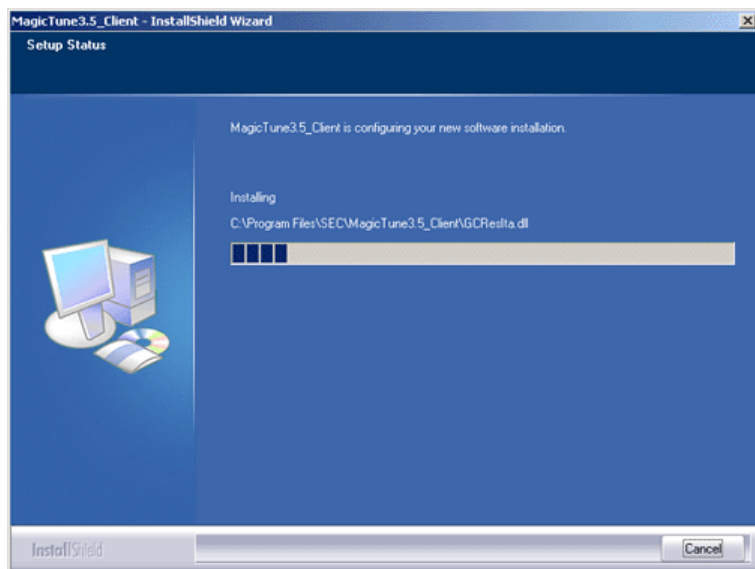 MagicTune3.5_Client - InstallShield Wizard
Setup Status
MagicTune3.5_Client is configuring your new software installation.
Installing
C:\Program Files\SEC\MagicTune3.5_Client\GCResIta.dll
InstallShield
Cancel